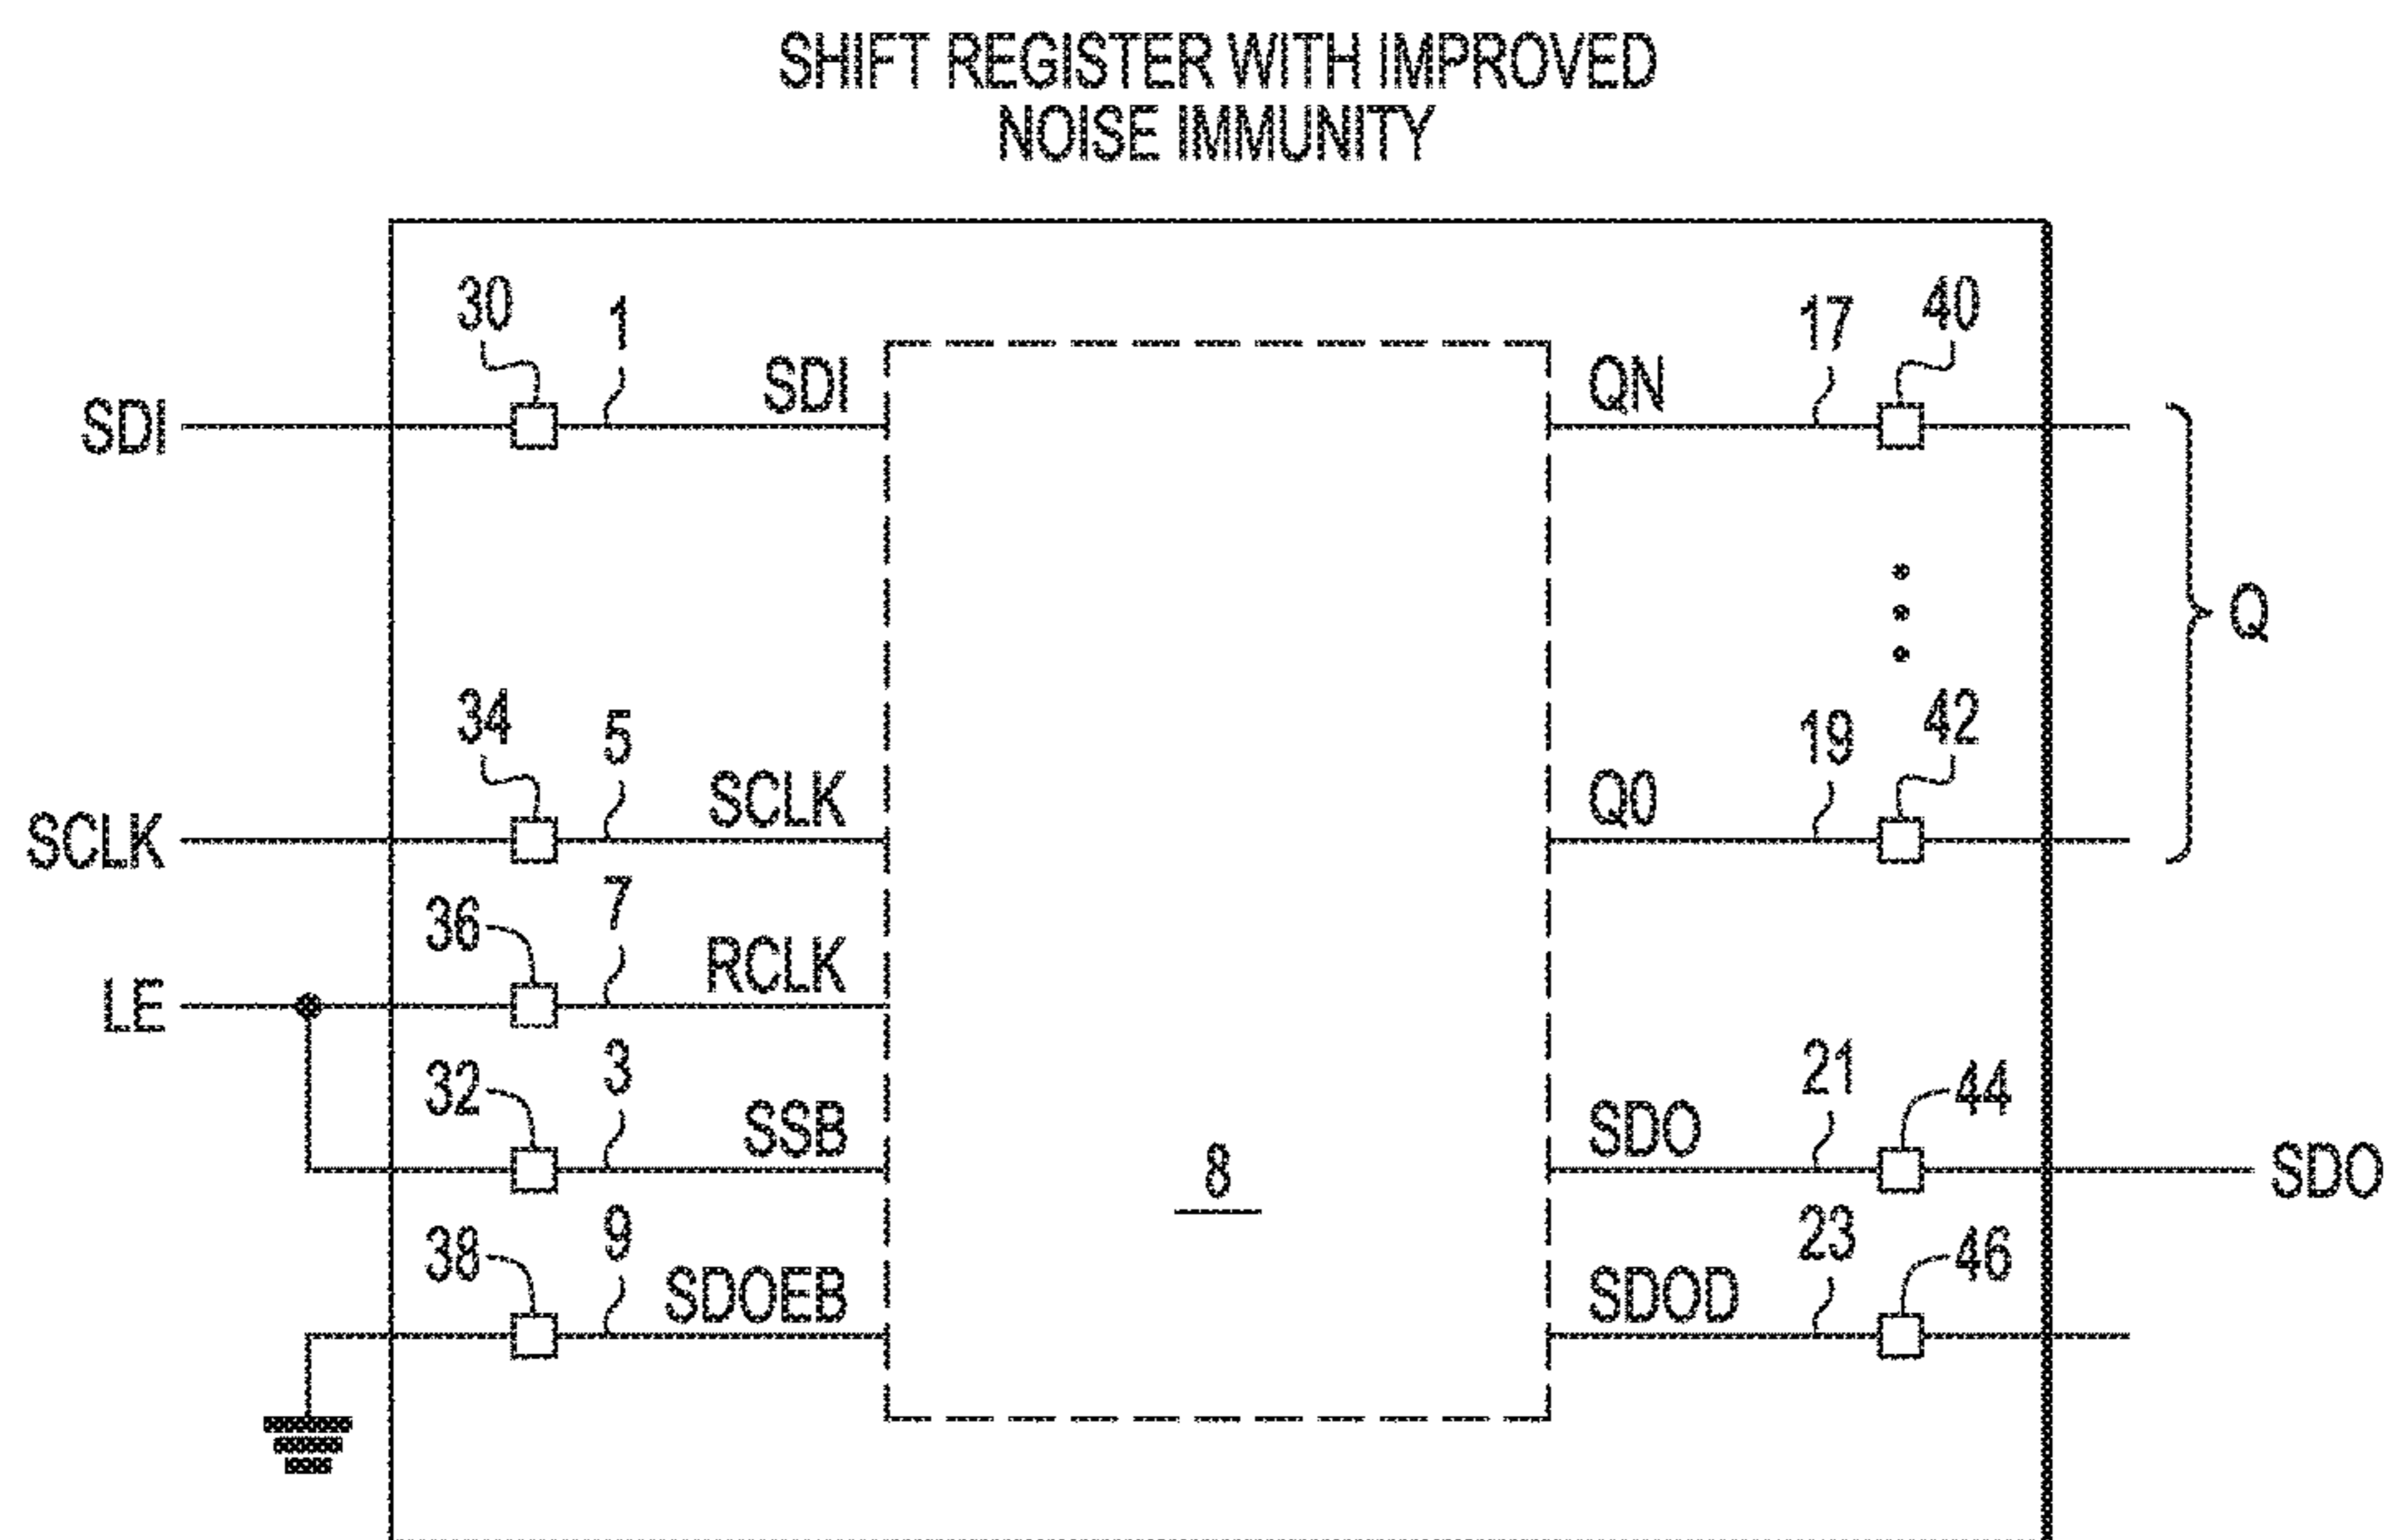 SHIFT REGISTER WITH IMPROVED
NOISE IMMUNITY
30
1
17
40
SDI
SDI
QN
Q
34
5
19
42
SCLK
SCLK
Q0
36
7
LE
RCLK
32
3
21
44
SSB
SDO
SDO
8
38
9
23
46
SDOEB
SDOD